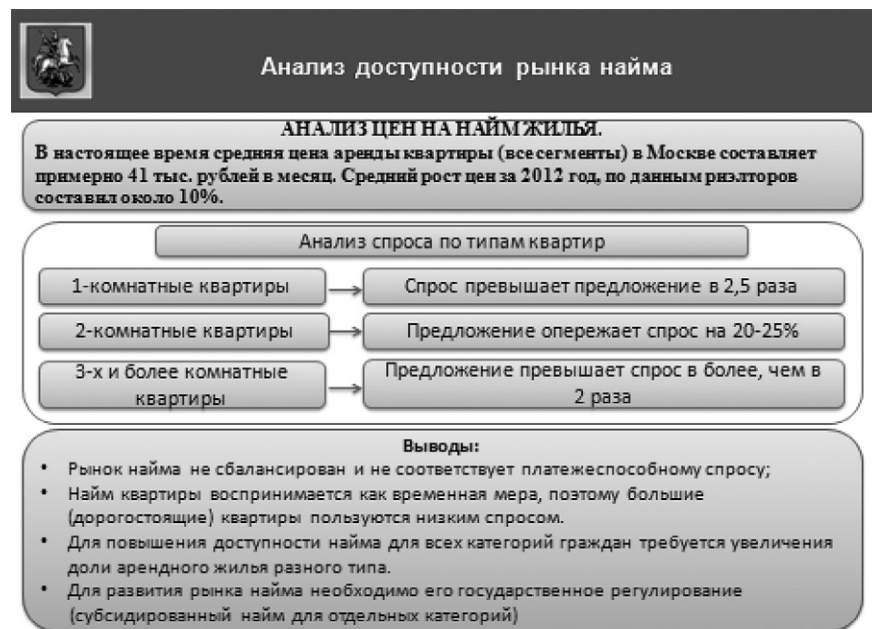 Анализ доступности рынка найма
АНАЛИЗ ЦЕН НА НАЙМ ЖИЛЬЯ.
В настоящее время средняя цена аренды квартиры (все сегменты) в Москве составляет
примерно 41 тыс. рублей в месяц. Средний рост цен за 2012 год, по данным риэлторов
составил около 10%.
Анализ спроса по типам квартир
1-комнатные квартиры
Спрос превышает предложение в 2,5 раза
2-комнатные квартиры
Предложение опережает спрос на 20-25%
3-х и более комнатные
квартиры
Предложение превышает спрос в более, чем в
2 раза
Выводы:
• Рынок найма не сбалансирован и не соответствует платежеспособному спросу;
• Найм квартиры воспринимается как временная мера, поэтому большие
(дорогостоящие) квартиры пользуются низким спросом.
• Для повышения доступности найма для всех категорий граждан требуется увеличения
доли арендного жилья разного типа.
• Для развития рынка найма необходимо его государственное регулирование
(субсидированный найм для отдельных категорий)